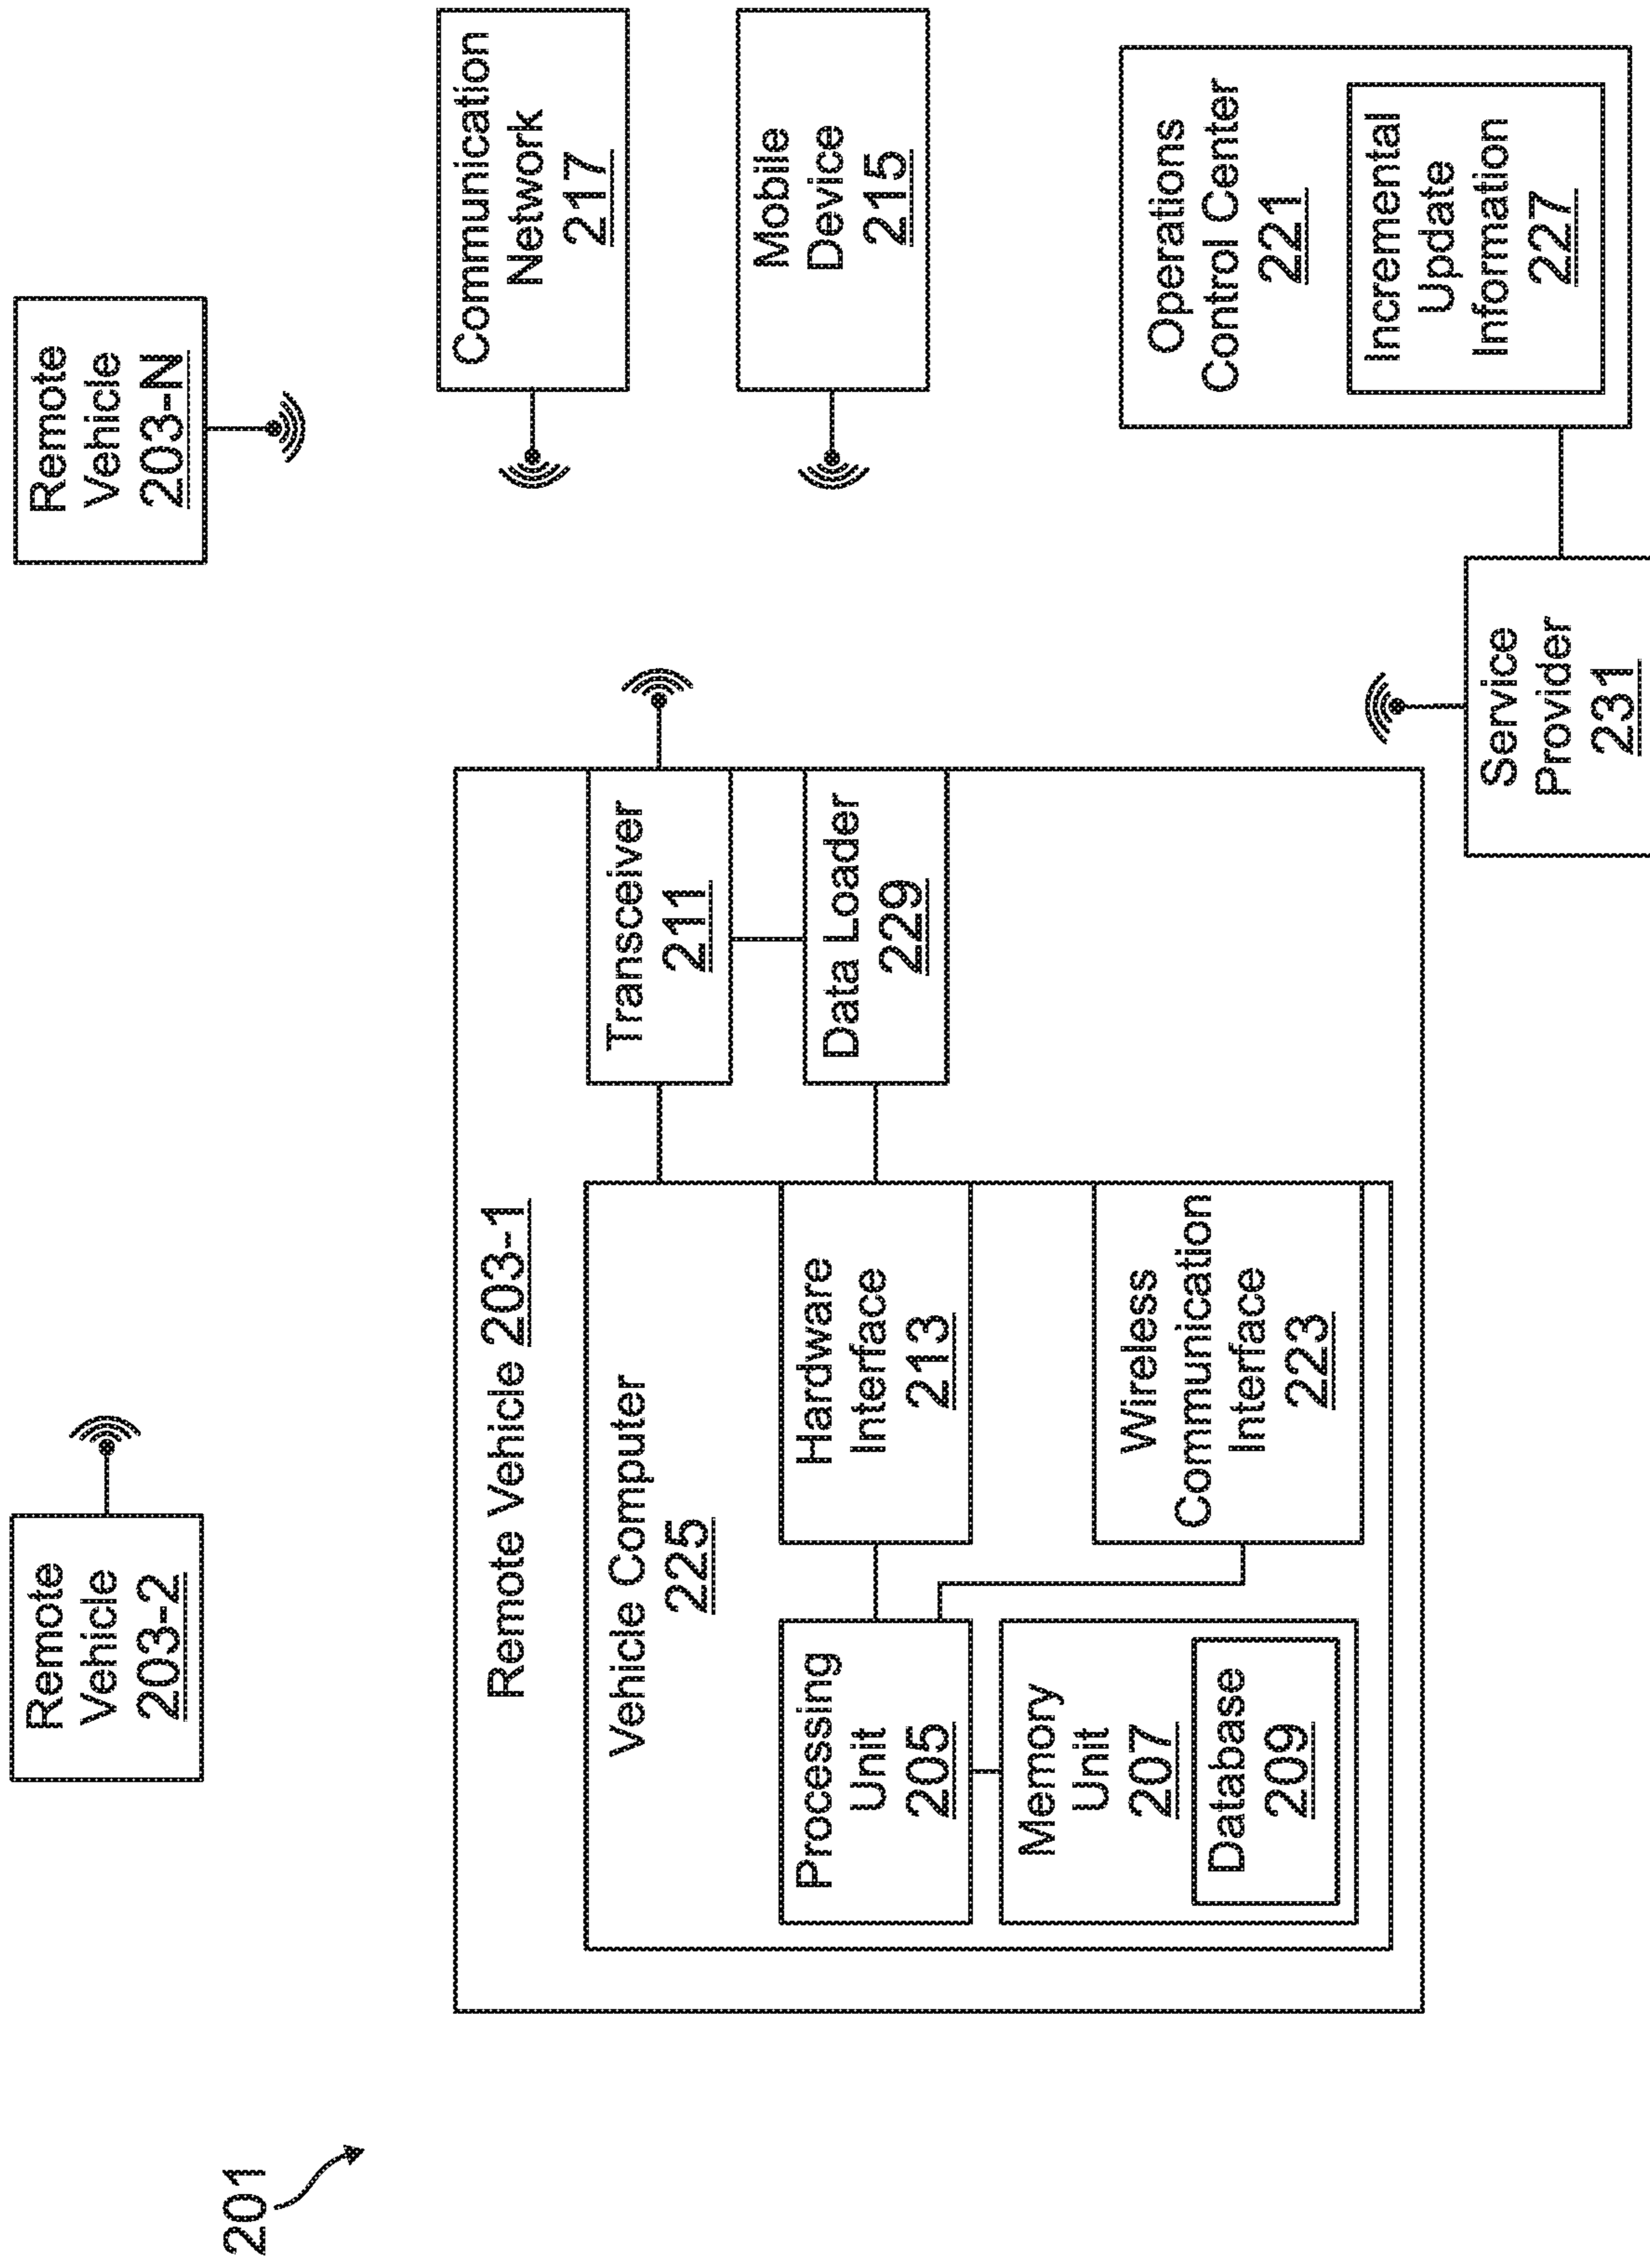 201
Remote
Vehicle
203-2
Remote
Vehicle
203-N
Remote Vehicle 203-1
Vehicle Computer
225
Processing
Unit
205
Memory
Unit
207
Database
209
Hardware
Interface
213
Wireless
Communication
Interface
223
Transceiver
211
Data Loader
229
Communication
Network
217
Mobile
Device
215
Operations
Control Center
221
Incremental
Update
Information
227
Service
Provider
231